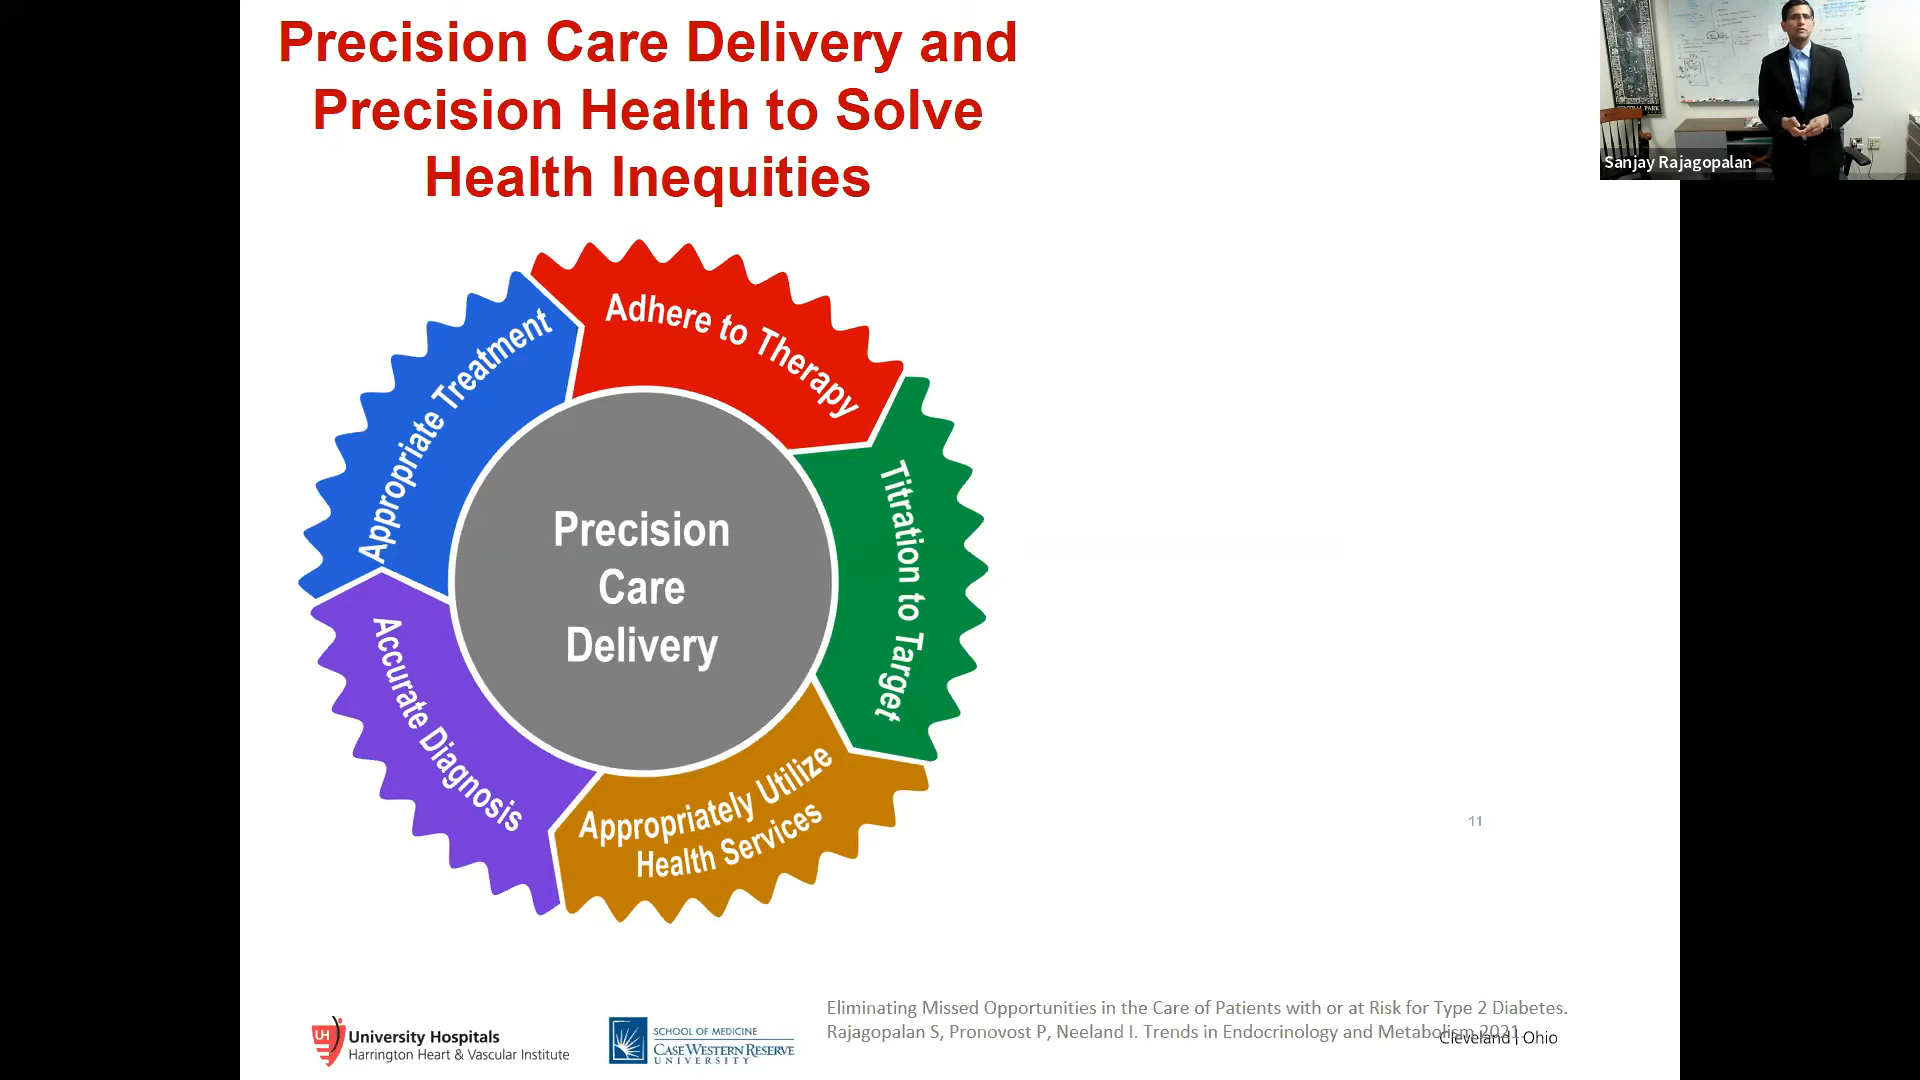 Precision Care Delivery and
Precision Health to Solve
Health Inequities
CENTRAL PARK
Sanjay Rajagopalan
Adhere to Therapy
Appropriate Treatment
Titration to Target
Precision
Care
Delivery
Accurate Diagnosis
Appropriately Utilize
Health Services
11
Eliminating Missed Opportunities in the Care of Patients with or at Risk for Type 2 Diabetes.
Rajagopalan S, Pronovost P, Neeland I. Trends in Endocrinology and Metabolism 2021.
Cleveland | Ohio
UH
University Hospitals
Harrington Heart & Vascular Institute
SCHOOL OF MEDICINE
CASE WESTERN RESERVE
UNIVERSITY